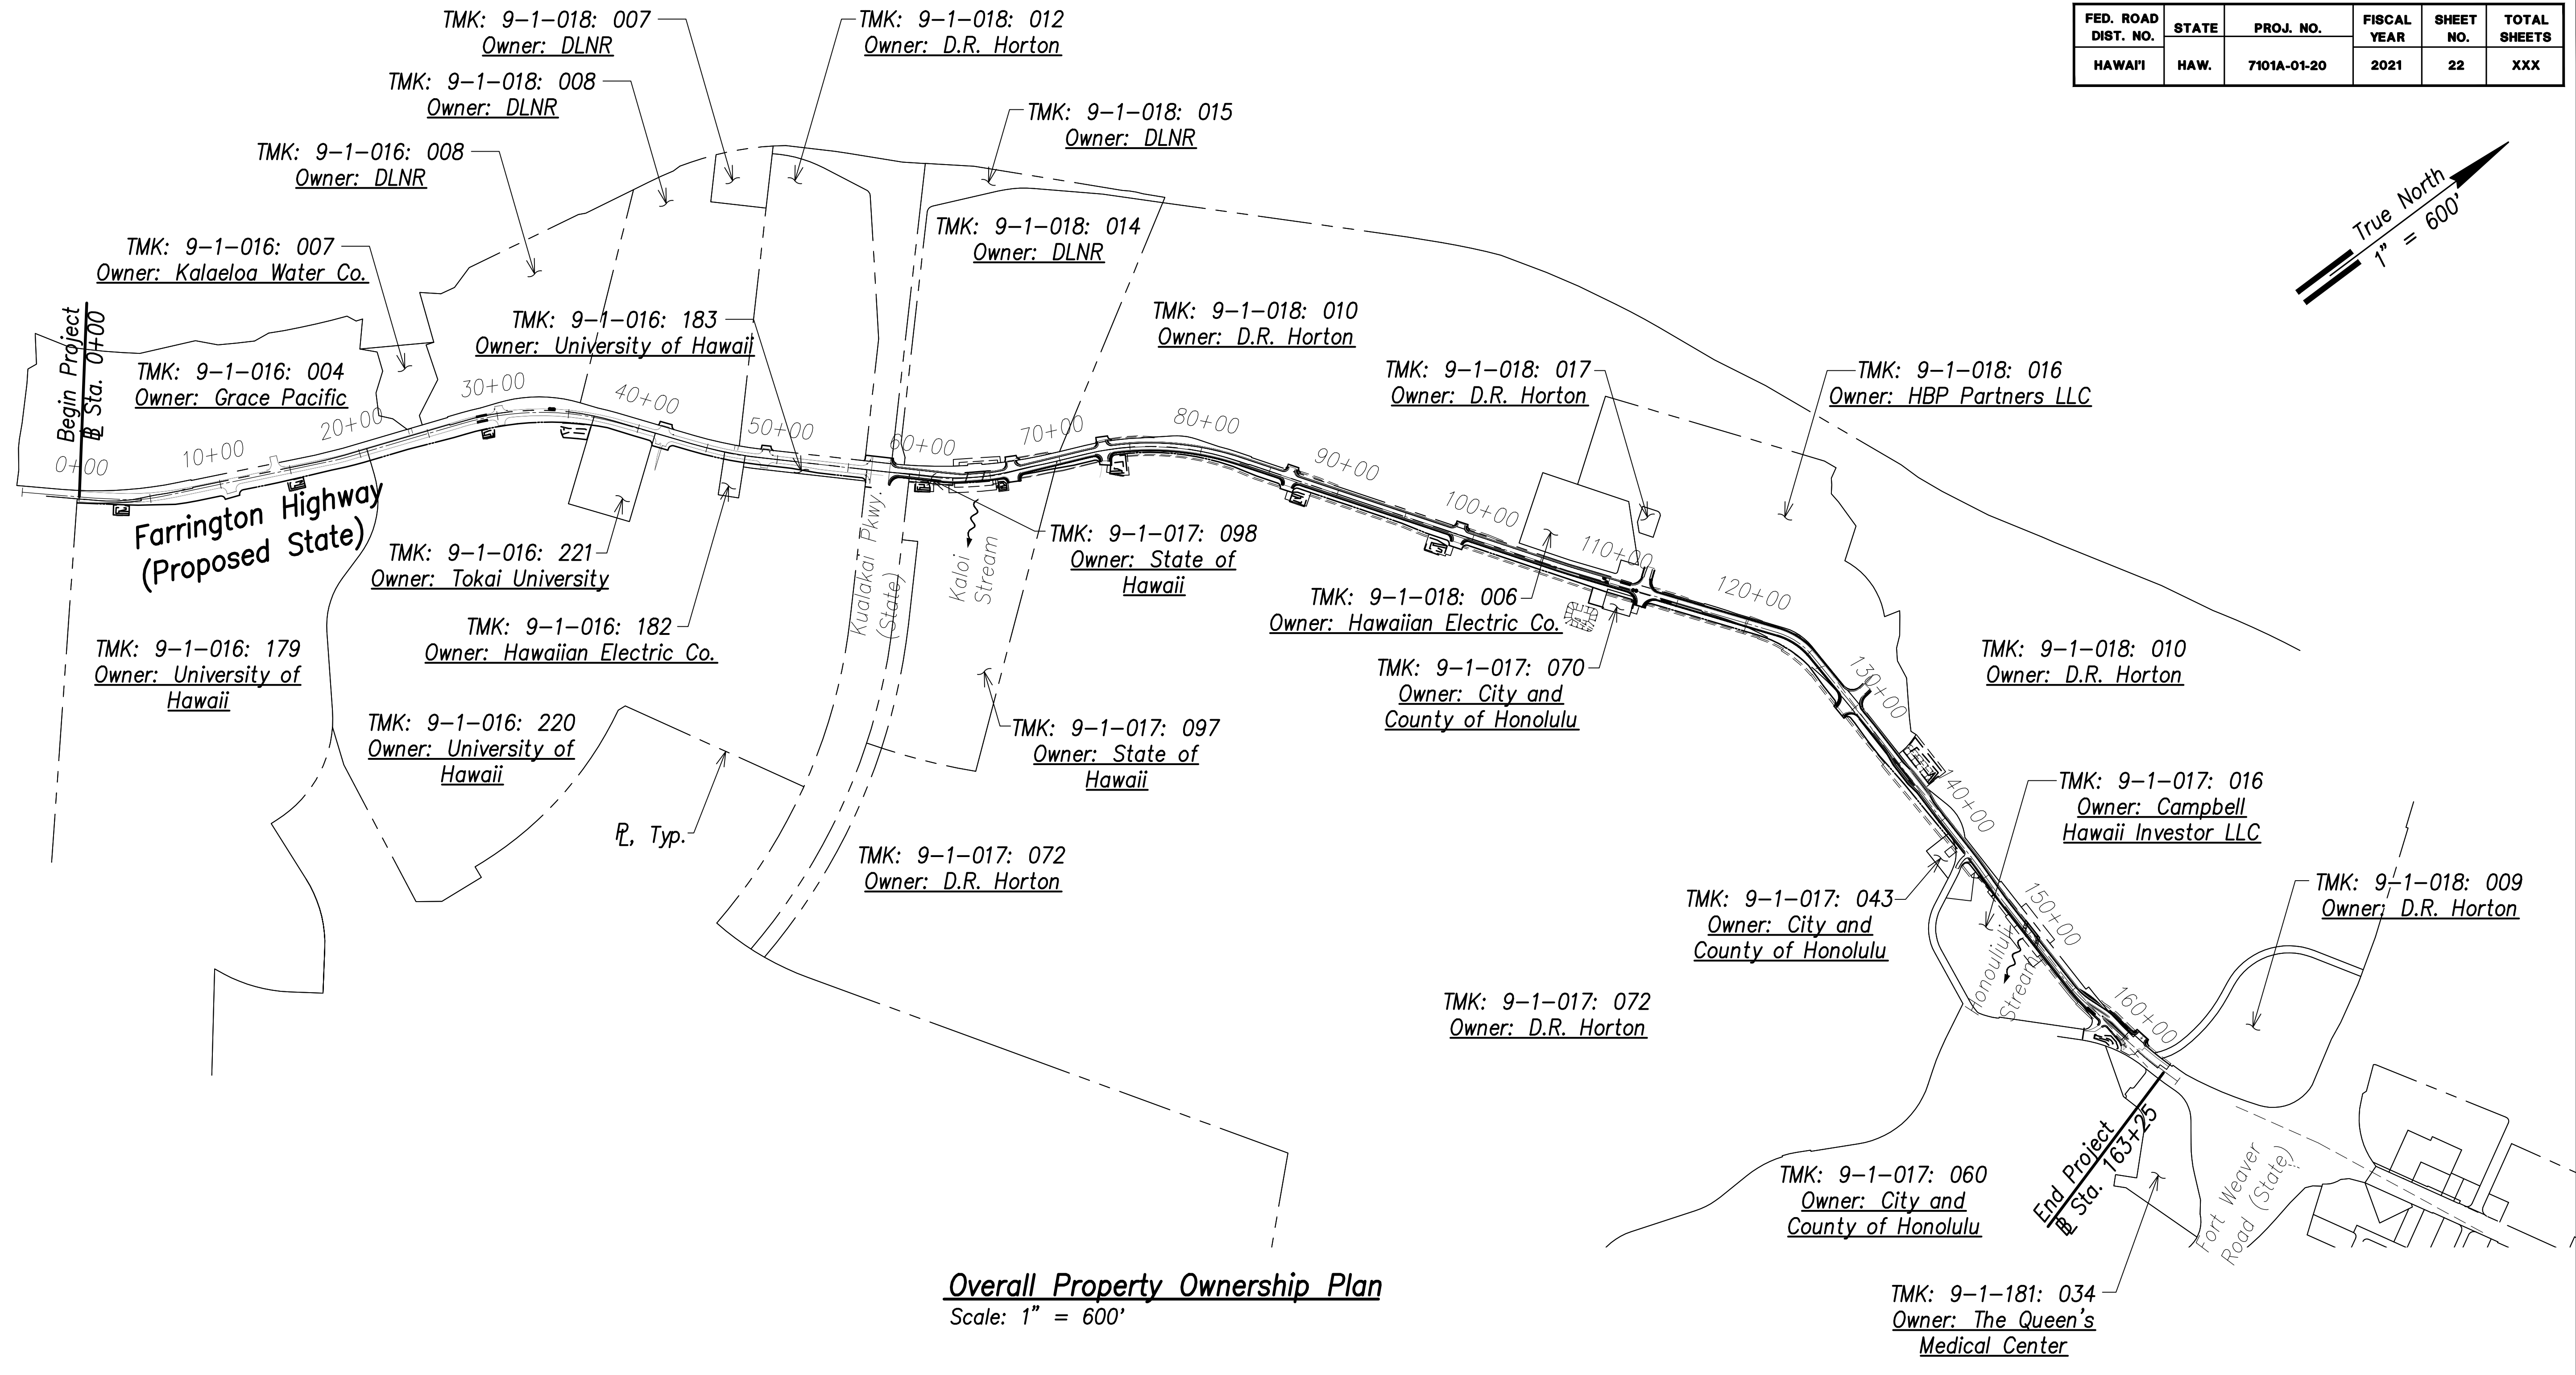 FED. ROAD DIST. NO.
STATE
PROJ. NO.
FISCAL YEAR
SHEET NO.
TOTAL SHEETS
HAWAI'I
HAW.
7101A-01-20
2021
22
XXX
TMK: 9-1-018: 007
Owner: DLNR
TMK: 9-1-018: 012
Owner: D.R. Horton
TMK: 9-1-018: 008
Owner: DLNR
TMK: 9-1-018: 015
Owner: DLNR
TMK: 9-1-016: 008
Owner: DLNR
True North
1" = 600'
TMK: 9-1-018: 014
Owner: DLNR
TMK: 9-1-016: 007
Owner: Kalaeloa Water Co.
TMK: 9-1-016: 183
Owner: University of Hawaii
TMK: 9-1-018: 010
Owner: D.R. Horton
Begin Project
BL Sta. 0+00
TMK: 9-1-016: 004
Owner: Grace Pacific
TMK: 9-1-018: 017
Owner: D.R. Horton
TMK: 9-1-018: 016
Owner: HBP Partners LLC
0+00
10+00
20+00
30+00
40+00
50+00
60+00
70+00
80+00
90+00
100+00
110+00
120+00
130+00
140+00
150+00
160+00
Farrington Highway
(Proposed State)
TMK: 9-1-016: 221
Owner: Tokai University
Kualakai Pkwy.
(State)
Kaloi
Stream
TMK: 9-1-017: 098
Owner: State of
Hawaii
TMK: 9-1-018: 006
Owner: Hawaiian Electric Co.
TMK: 9-1-016: 182
Owner: Hawaiian Electric Co.
TMK: 9-1-016: 179
Owner: University of
Hawaii
TMK: 9-1-017: 070
Owner: City and
County of Honolulu
TMK: 9-1-018: 010
Owner: D.R. Horton
TMK: 9-1-016: 220
Owner: University of
Hawaii
TMK: 9-1-017: 097
Owner: State of
Hawaii
TMK: 9-1-017: 016
Owner: Campbell
Hawaii Investor LLC
PL, Typ.
TMK: 9-1-017: 072
Owner: D.R. Horton
TMK: 9-1-017: 043
Owner: City and
County of Honolulu
TMK: 9-1-018: 009
Owner: D.R. Horton
Honouliuli
Stream
TMK: 9-1-017: 072
Owner: D.R. Horton
End Project
BL Sta. 163+25
TMK: 9-1-017: 060
Owner: City and
County of Honolulu
Fort Weaver
Road (State)
Overall Property Ownership Plan
Scale: 1" = 600'
TMK: 9-1-181: 034
Owner: The Queen's
Medical Center